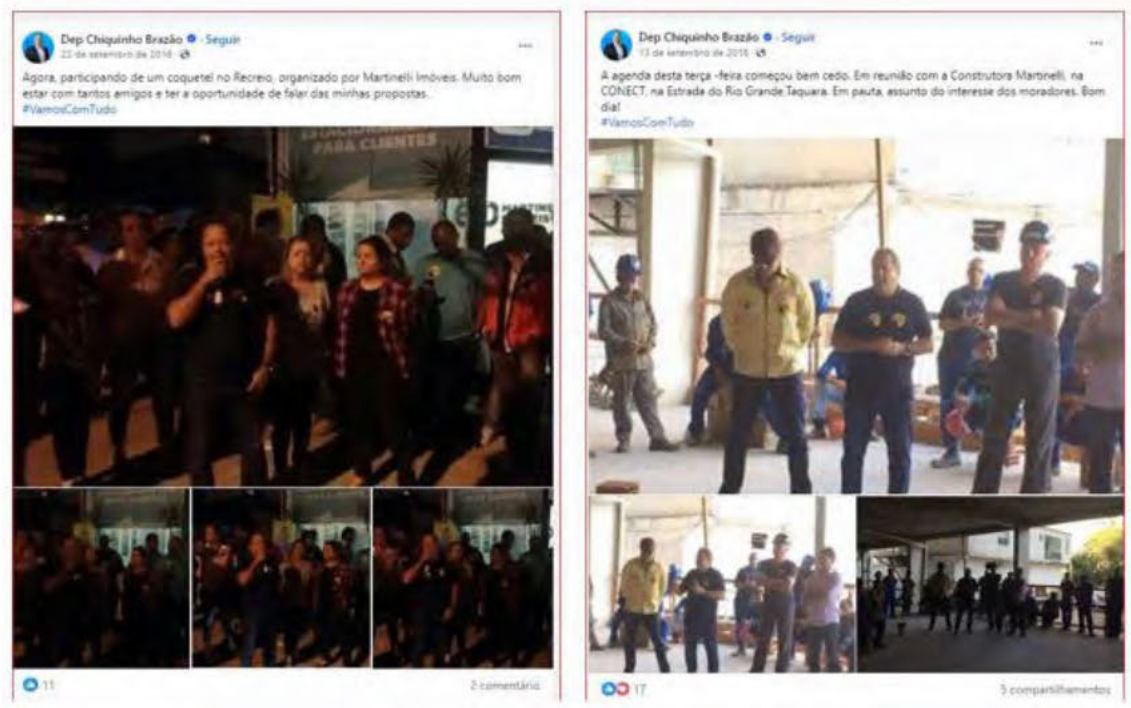 Dep Chiquinho Brazão · Seguir
22 de setembro de 2016
Agora, participando de um coquetel no Recreio, organizado por Martinelli Imóveis. Muito bom
estar com tantos amigos e ter a oportunidade de falar das minhas propostas.
#VamosComTudo
ESTACIONAMENTO
PARA CLIENTES
11
2 comentário
Dep Chiquinho Brazão · Seguir
13 de setembro de 2016
A agenda desta terça -feira começou bem cedo. Em reunião com a Construtora Martinelli, na
CONECT, na Estrada do Rio Grande,Taquara. Em pauta, assunto do interesse dos moradores. Bom
dia!
#VamosComTudo
17
5 compartilhamentos